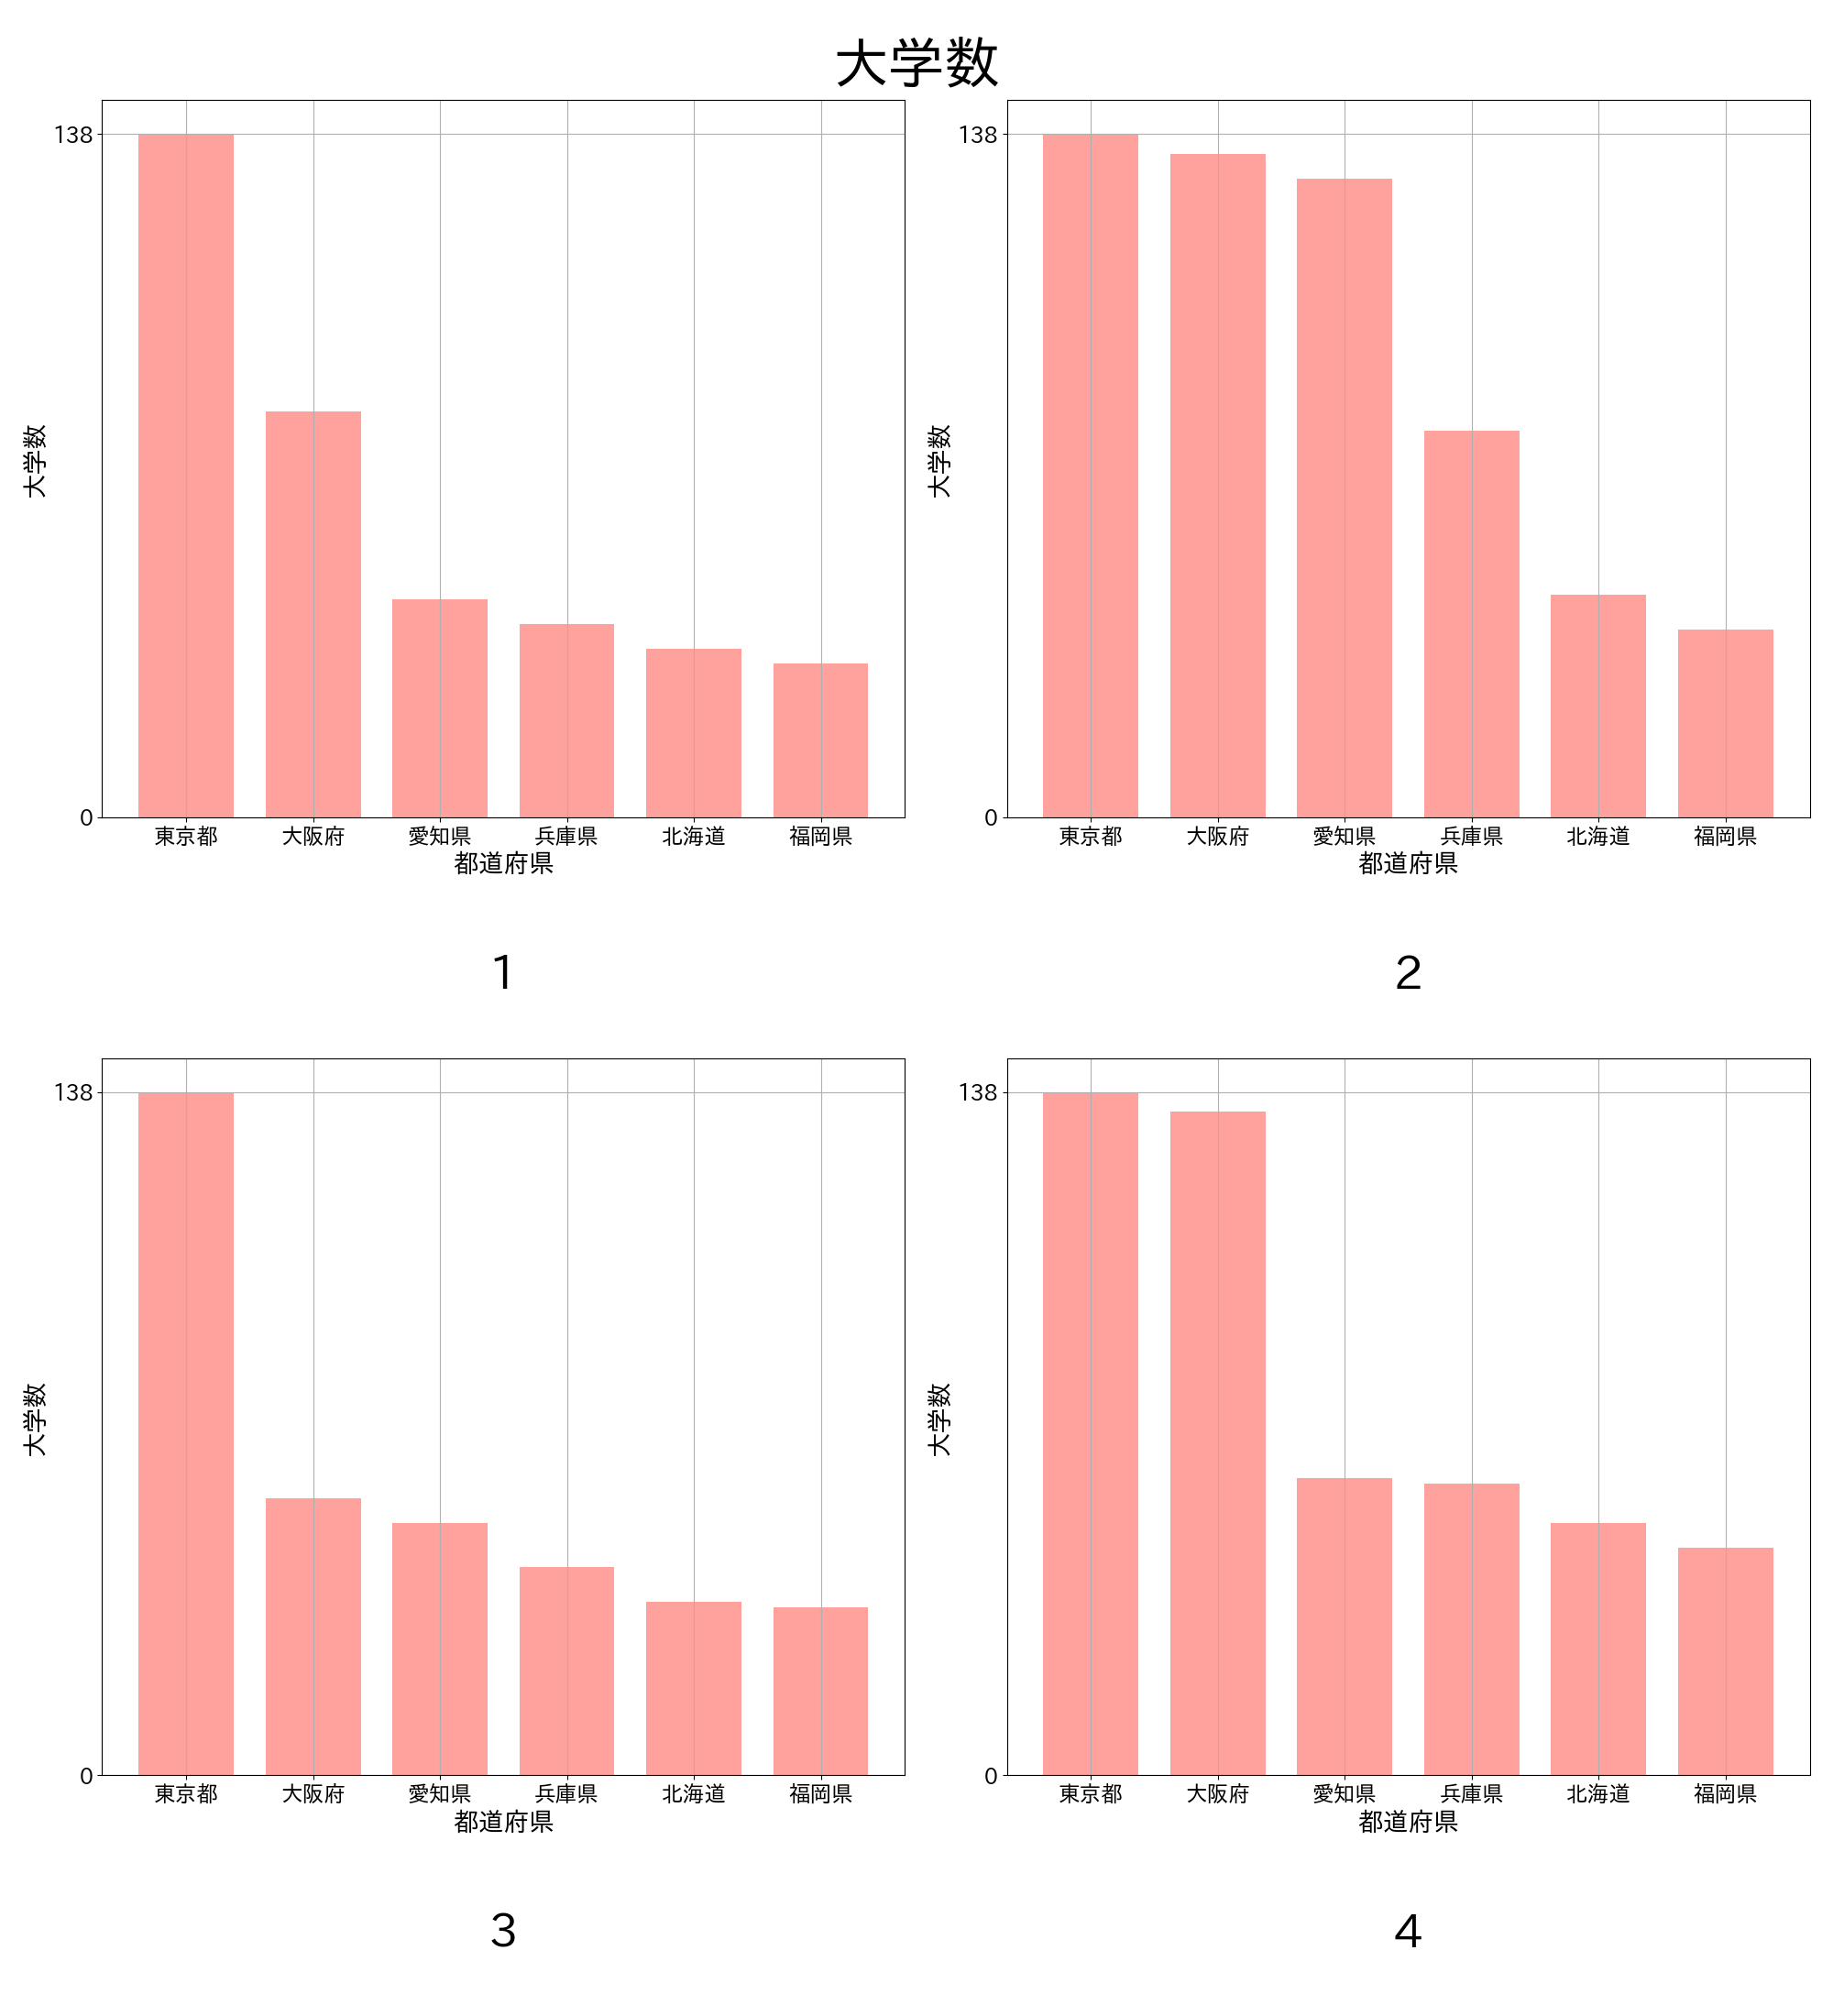 大学数
138
0
大学数
東京都 大阪府 愛知県 兵庫県 北海道 福岡県
都道府県
1
138
0
大学数
東京都 大阪府 愛知県 兵庫県 北海道 福岡県
都道府県
2
138
0
大学数
東京都 大阪府 愛知県 兵庫県 北海道 福岡県
都道府県
3
138
0
大学数
東京都 大阪府 愛知県 兵庫県 北海道 福岡県
都道府県
4